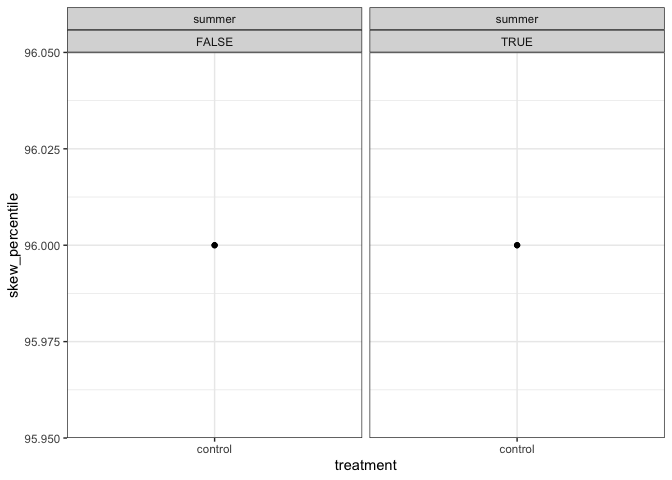 summer
summer
FALSE
TRUE
96.050
96.025
96.000
95.975
95.950
skew_percentile
control
control
treatment